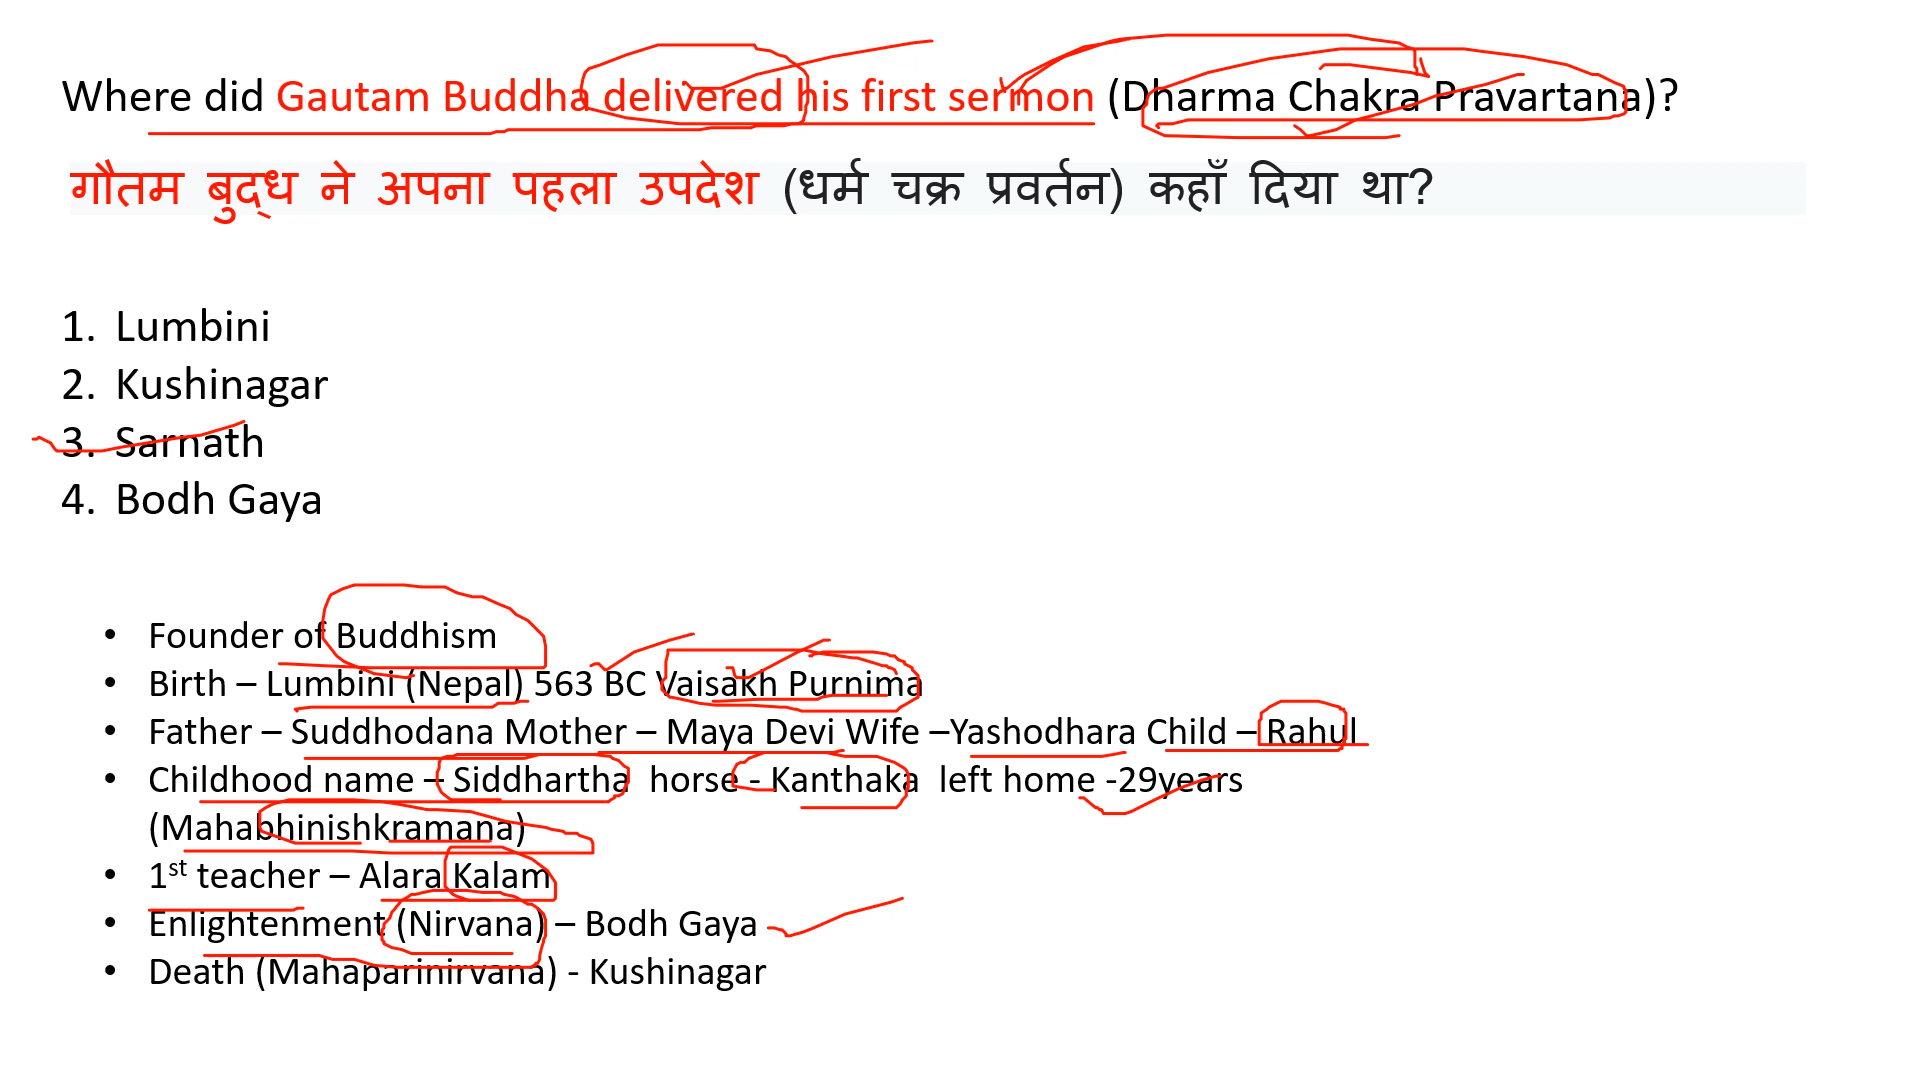 Where did Gautam Buddha delivered his first sermon (Dharma Chakra Pravartana)?
गौतम बुद्ध ने अपना पहला उपदेश (धर्म चक्र प्रवर्तन) कहाँ दिया था?
1. Lumbini
2. Kushinagar
3. Sarnath
4. Bodh Gaya
• Founder of Buddhism
• Birth – Lumbini (Nepal) 563 BC Vaisakh Purnima
• Father – Suddhodana Mother – Maya Devi Wife –Yashodhara Child – Rahul
• Childhood name – Siddhartha horse - Kanthaka left home -29years
(Mahabhinishkramana)
• 1st teacher – Alara Kalam
• Enlightenment (Nirvana) – Bodh Gaya
• Death (Mahaparinirvana) - Kushinagar